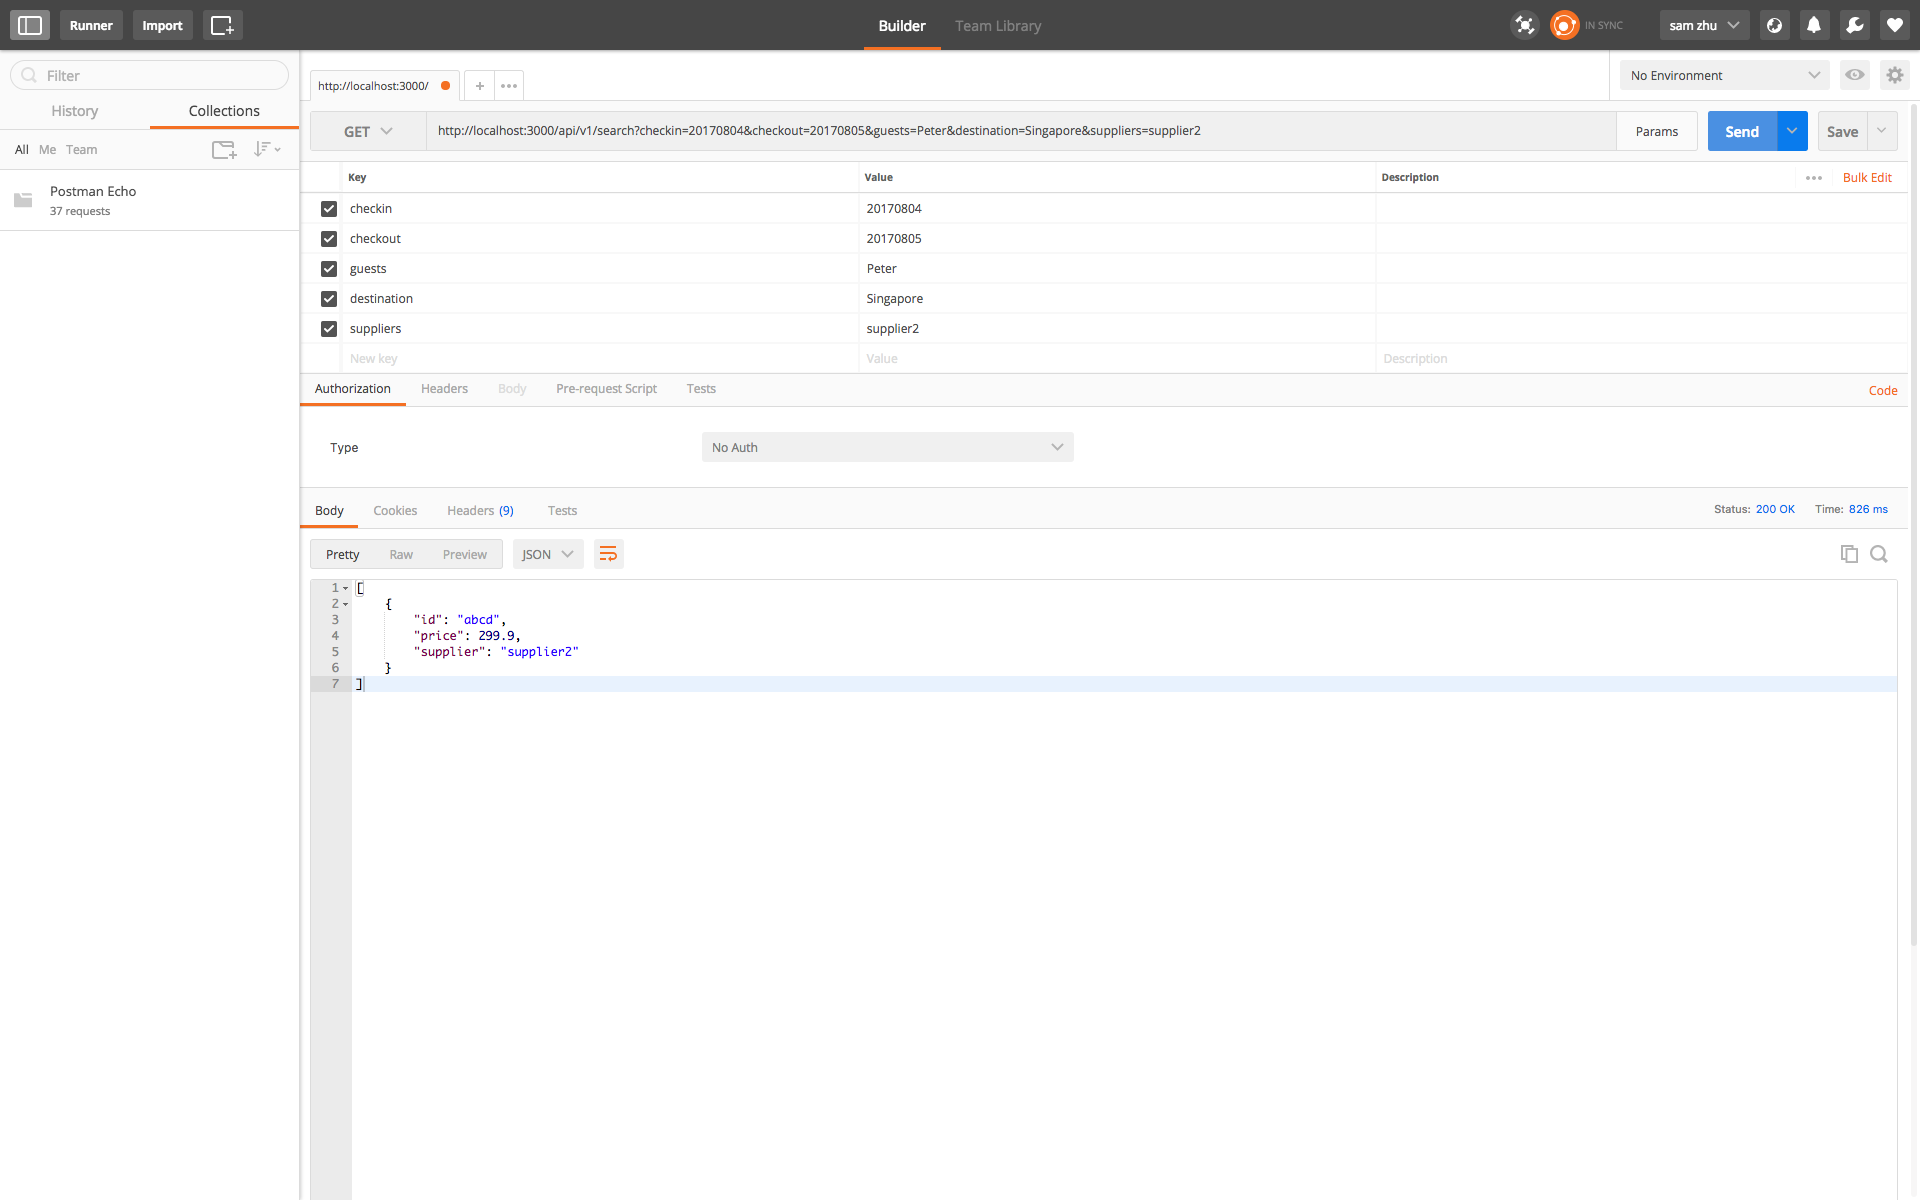 Runner Import Builder Team Library IN SYNC sam zhu
Filter
History Collections
All Me Team
Postman Echo
37 requests
http://localhost:3000/ + •••
No Environment
GET http://localhost:3000/api/v1/search?checkin=20170804&checkout=20170805&guests=Peter&destination=Singapore&suppliers=supplier2 Params Send Save
Key Value Description ••• Bulk Edit
checkin 20170804
checkout 20170805
guests Peter
destination Singapore
suppliers supplier2
New key Value Description
Authorization Headers Body Pre-request Script Tests Code
Type No Auth
Body Cookies Headers (9) Tests Status: 200 OK Time: 826 ms
Pretty Raw Preview JSON
1 [
2 {
3 "id": "abcd",
4 "price": 299.9,
5 "supplier": "supplier2"
6 }
7 ]